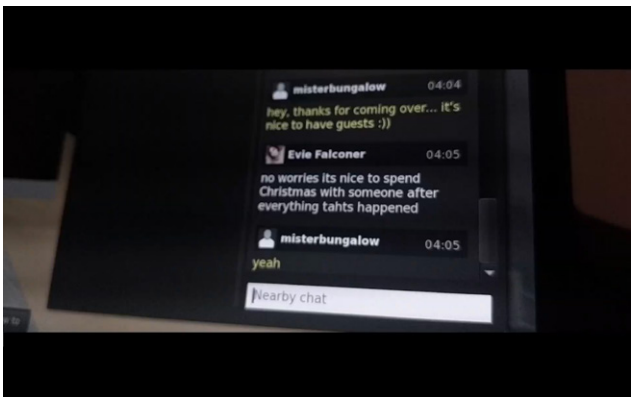 misterbungalow 04:04
hey, thanks for coming over... it's
nice to have guests :))
Evie Falconer 04:05
no worries its nice to spend
Christmas with someone after
everything tahts happened
misterbungalow 04:05
yeah
Nearby chat